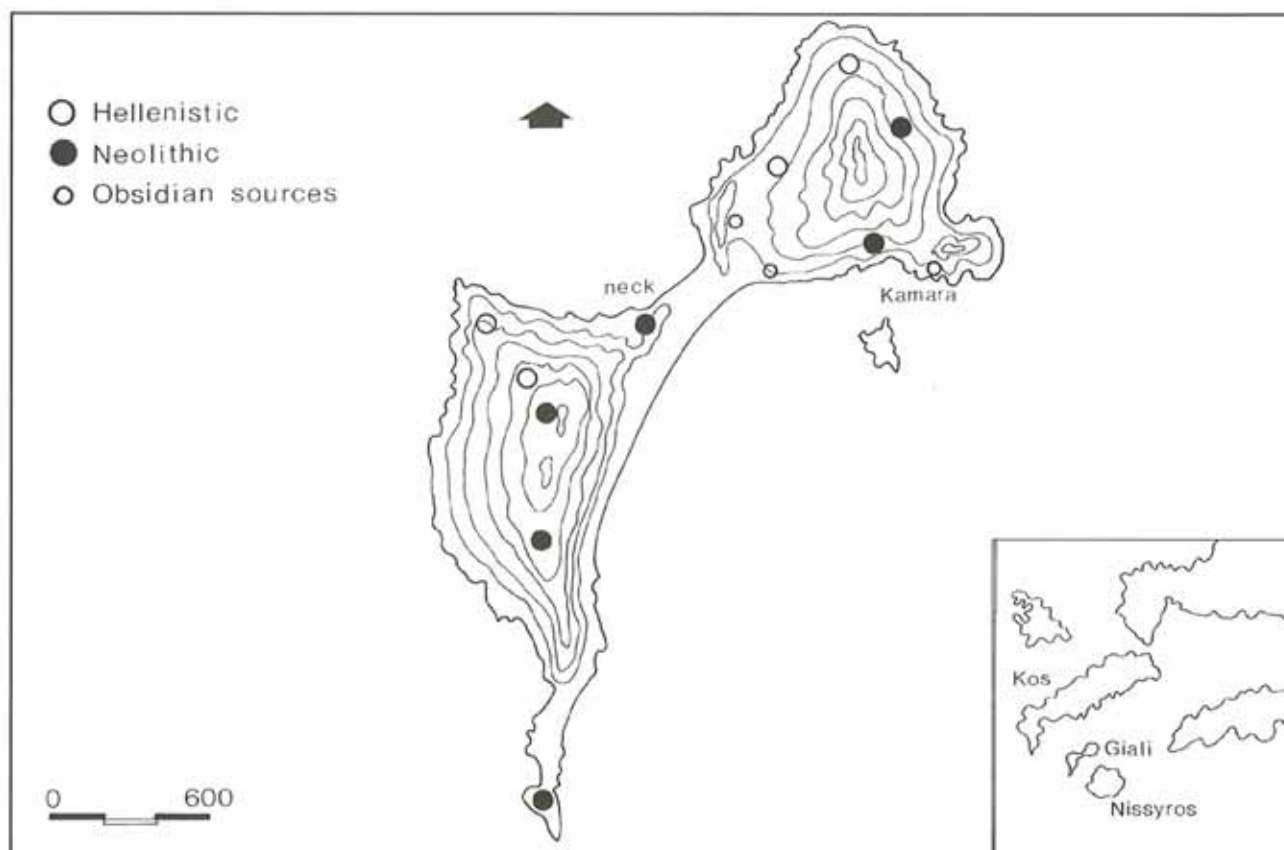 Hellenistic
Neolithic
Obsidian sources
neck
Kamara
0 600
Kos
Giali
Nissyros